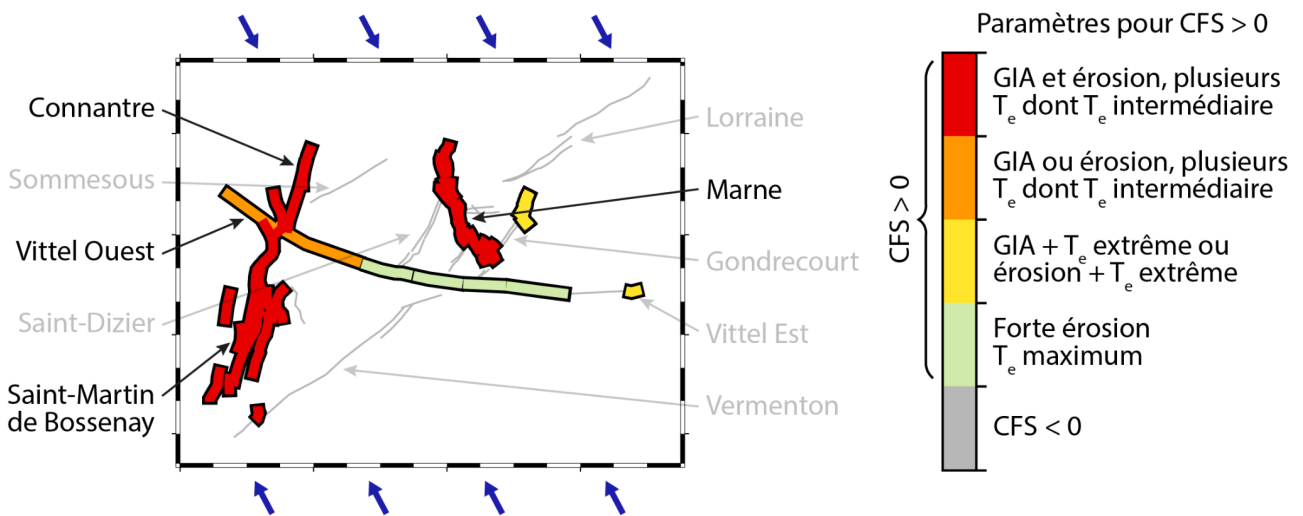 Connantre
Sommesous
Vittel Ouest
Saint-Dizier
Saint-Martin
de Bossenay
Lorraine
Marne
Gondrecourt
Vittel Est
Vermenton
Paramètres pour CFS > 0
CFS > 0
GIA et érosion, plusieurs
Te dont Te intermédiaire
GIA ou érosion, plusieurs
Te dont Te intermédiaire
GIA + Te extrême ou
érosion + Te extrême
Forte érosion
Te maximum
CFS < 0